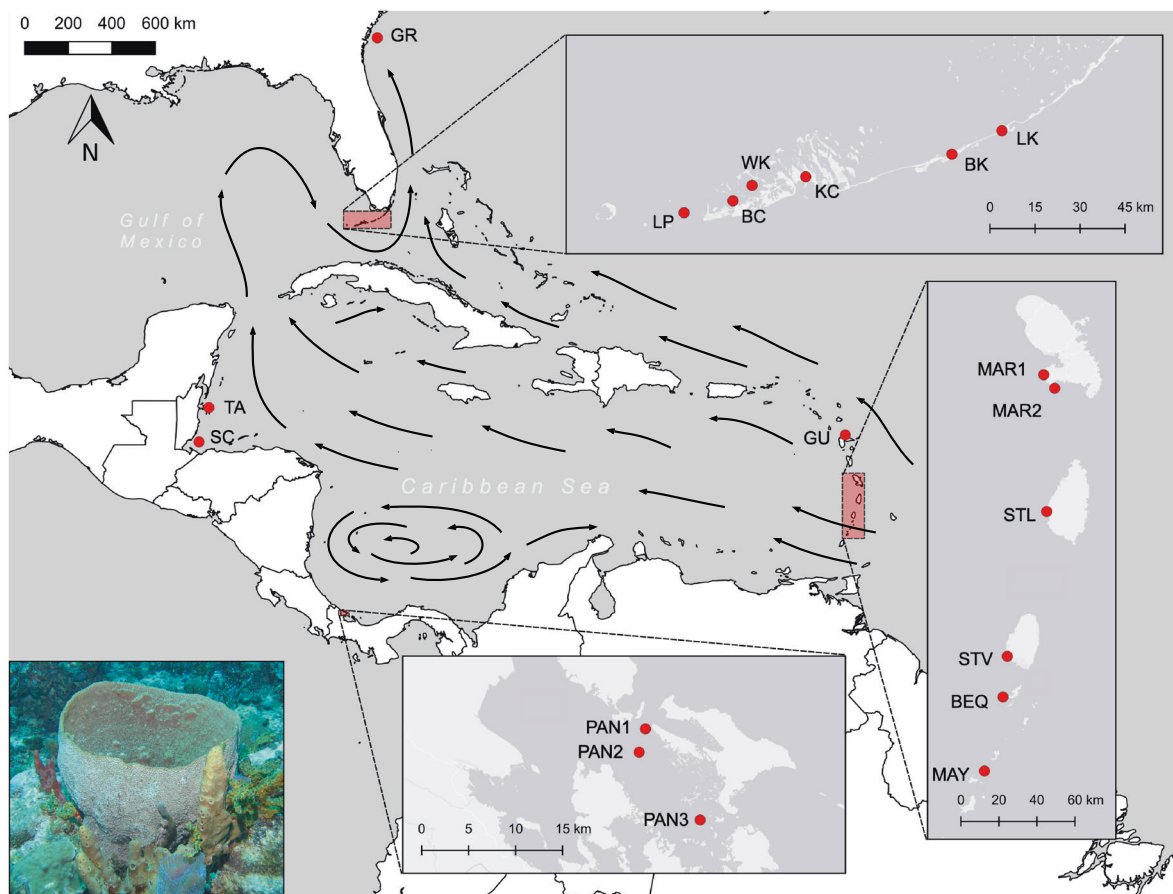 0 200 400 600 km
N
GR
Gulf of
Mexico
TA
SC
Caribbean Sea
GU
LK
BK
WK
KC
BC
LP
0 15 30 45 km
MAR1
MAR2
STL
STV
BEQ
MAY
0 20 40 60 km
PAN1
PAN2
PAN3
0 5 10 15 km